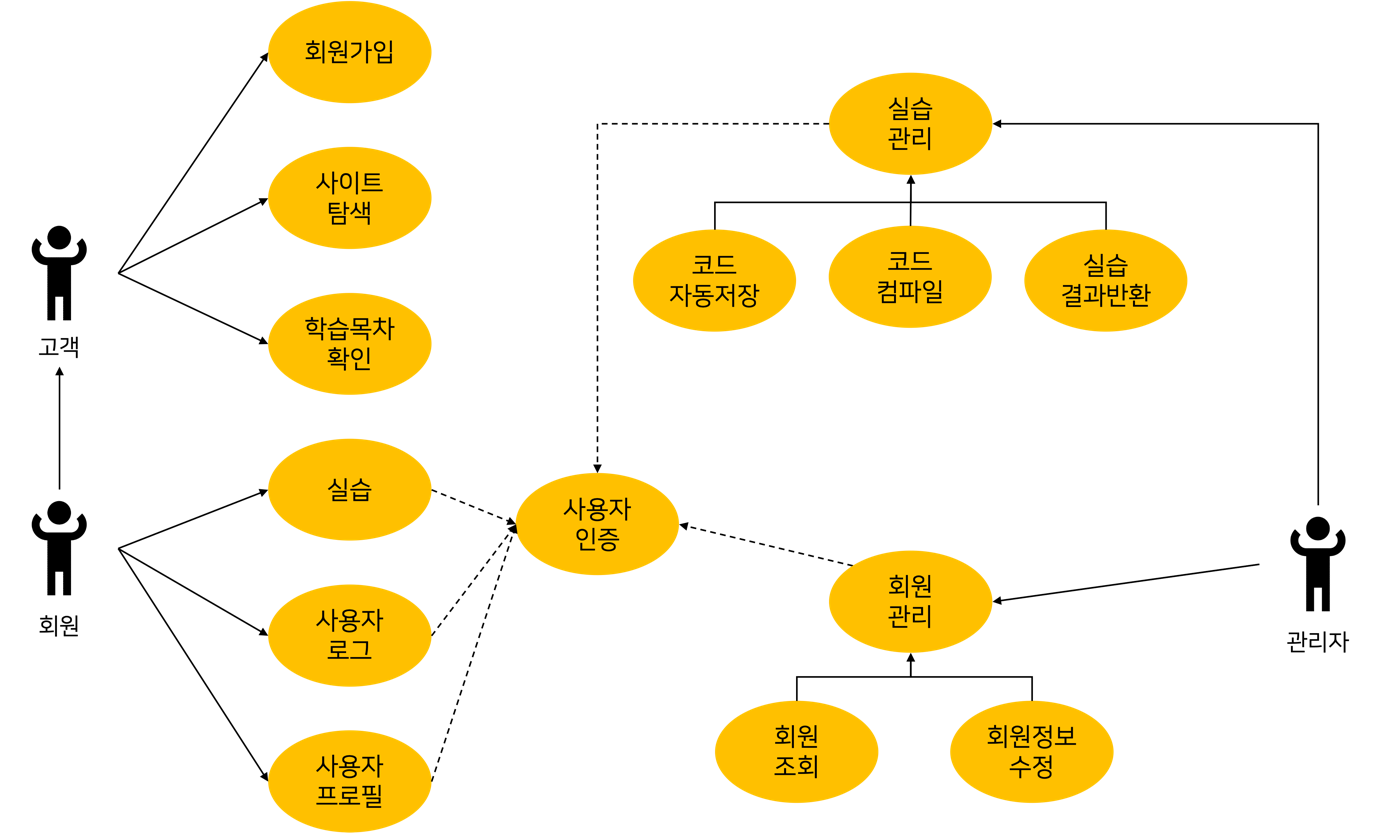 회원가입
사이트
탐색
학습목차
확인
고객
실습
사용자
로그
사용자
프로필
회원
사용자
인증
실습
관리
코드
자동저장
코드
컴파일
실습
결과반환
회원
관리
회원
조회
회원정보
수정
관리자